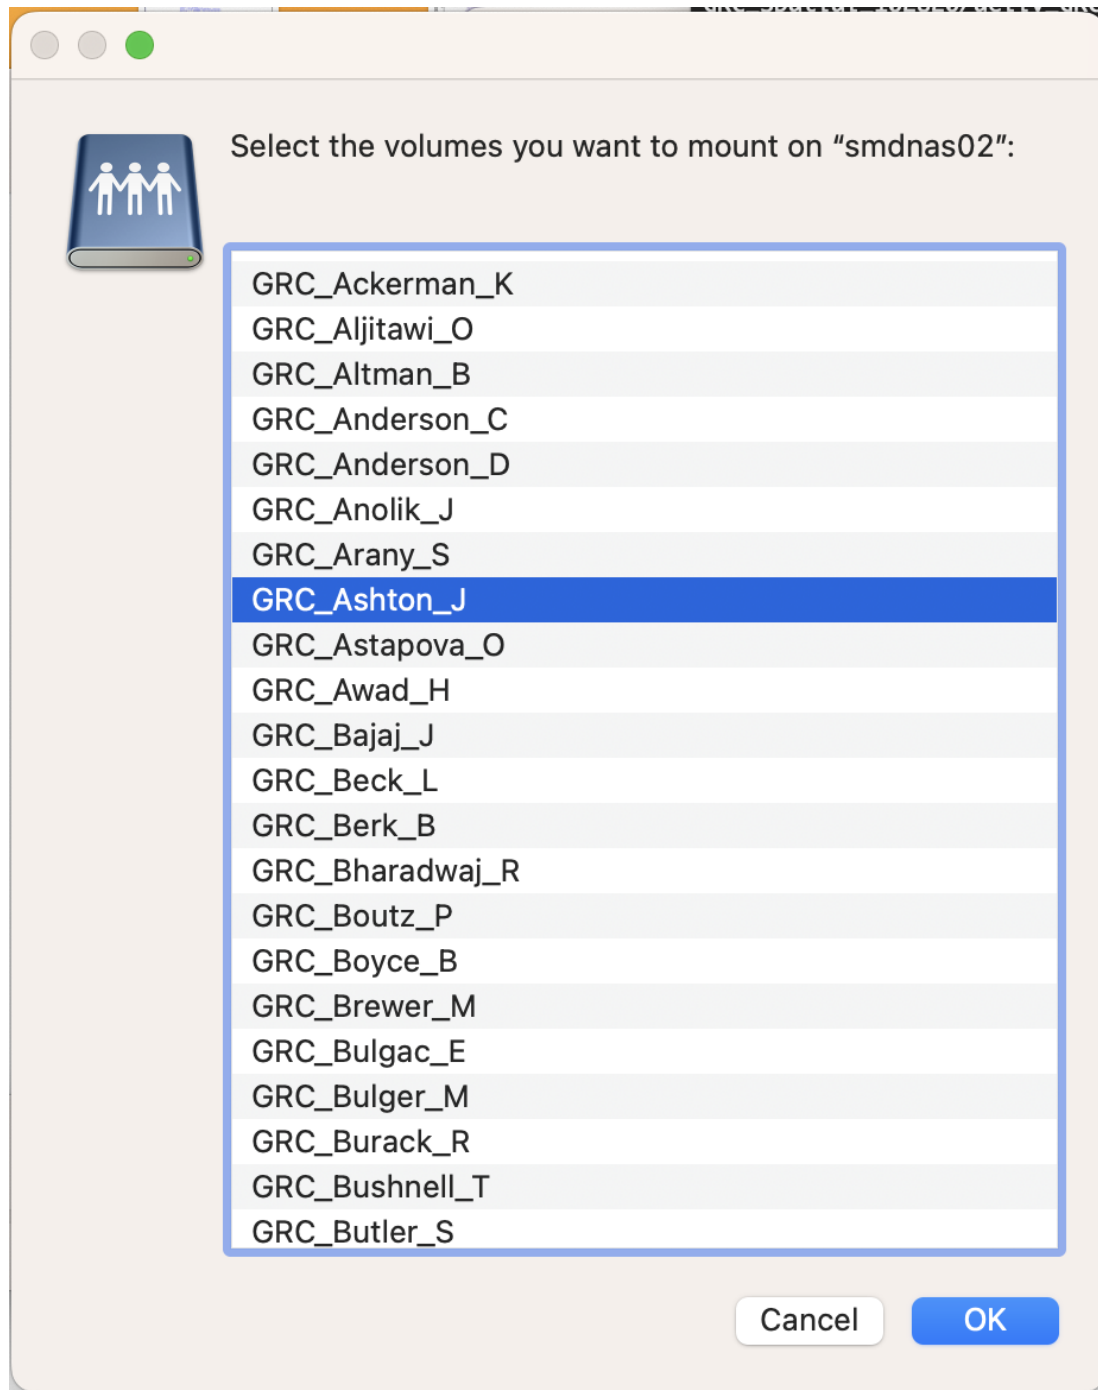 Select the volumes you want to mount on “smdnas02”:
GRC_Ackerman_K
GRC_Aljitawi_O
GRC_Altman_B
GRC_Anderson_C
GRC_Anderson_D
GRC_Anolik_J
GRC_Arany_S
GRC_Ashton_J
GRC_Astapova_O
GRC_Awad_H
GRC_Bajaj_J
GRC_Beck_L
GRC_Berk_B
GRC_Bharadwaj_R
GRC_Boutz_P
GRC_Boyce_B
GRC_Brewer_M
GRC_Bulgac_E
GRC_Bulger_M
GRC_Burack_R
GRC_Bushnell_T
GRC_Butler_S
Cancel OK